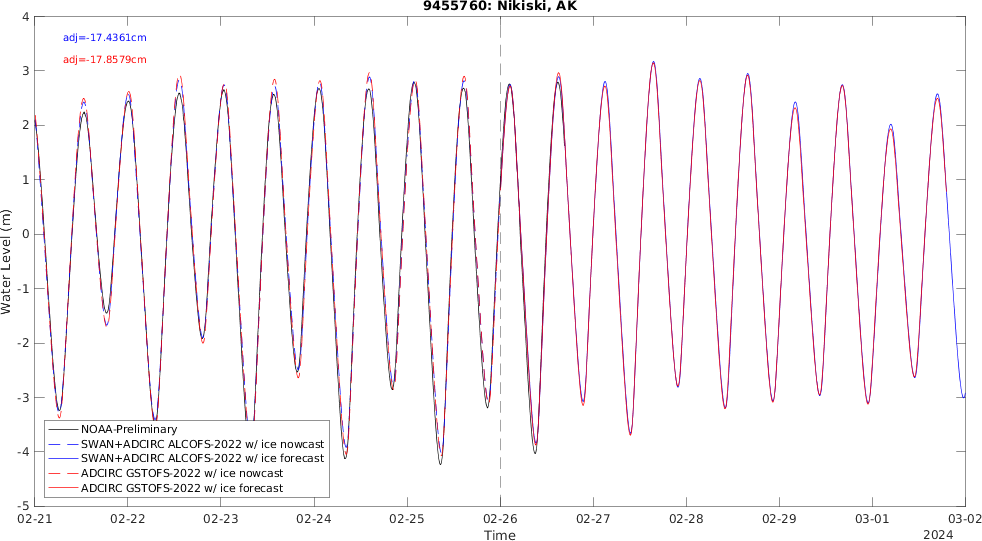 9455760: Nikiski, AK
adj=-17.4361cm
adj=-17.8579cm
Water Level (m)
4
3
2
1
0
-1
-2
-3
-4
-5
NOAA-Preliminary
SWAN+ADCIRC ALCOFS-2022 w/ ice nowcast
SWAN+ADCIRC ALCOFS-2022 w/ ice forecast
ADCIRC GSTOFS-2022 w/ ice nowcast
ADCIRC GSTOFS-2022 w/ ice forecast
02-21 02-22 02-23 02-24 02-25 02-26 02-27 02-28 02-29 03-01 03-02
Time
2024